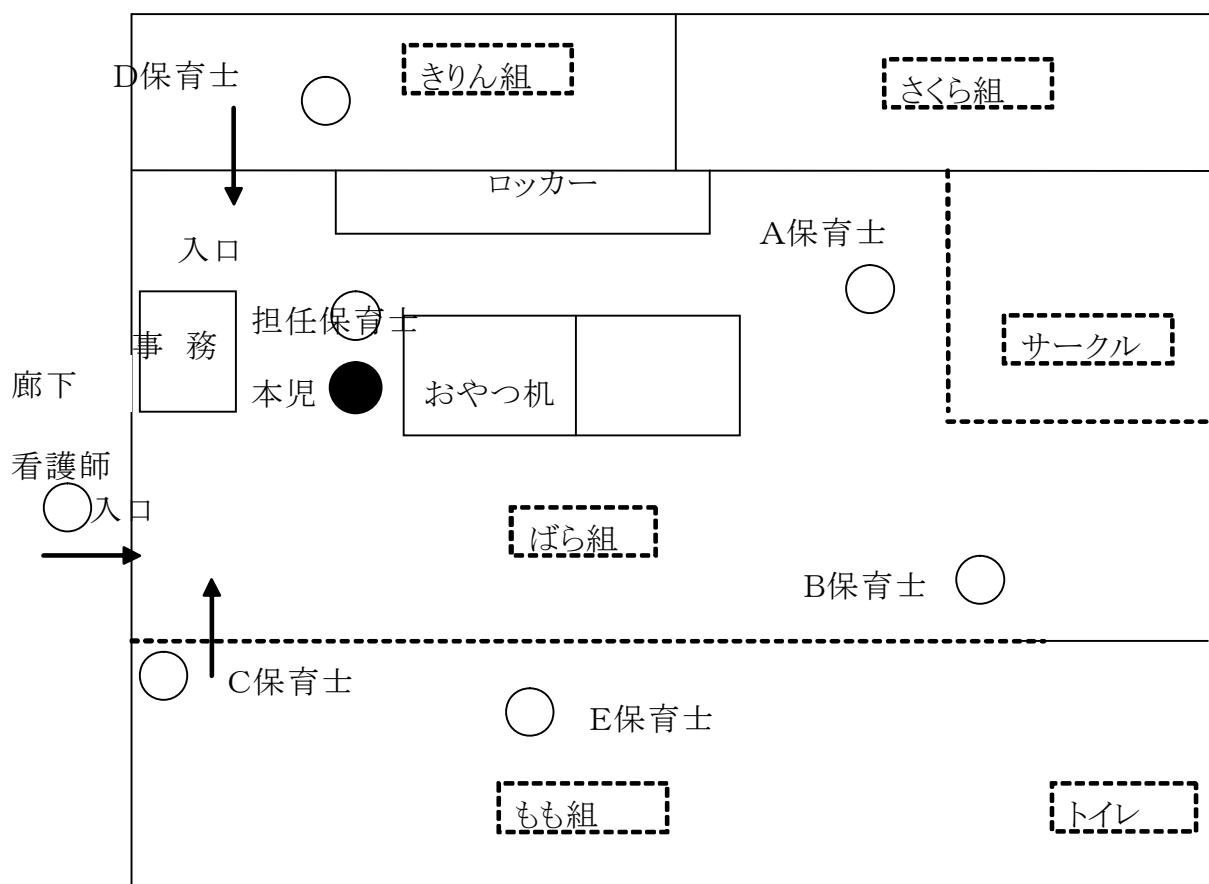 D保育士
きりん組
さくら組
ロッカー
A保育士
入口
担任保育士
事 務
サークル
廊下
本児
おやつ机
看護師
入口
ばら組
B保育士
C保育士
E保育士
もも組
トイレ